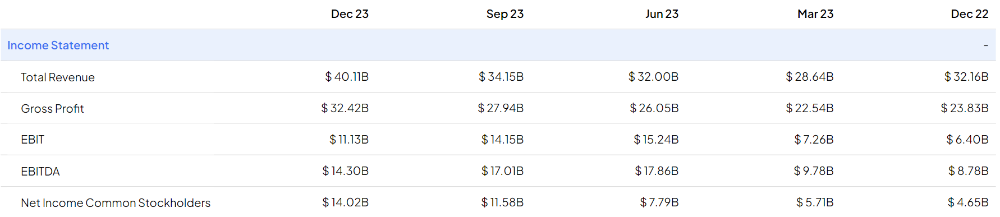 Dec 23 Sep 23 Jun 23 Mar 23 Dec 22
Income Statement -
Total Revenue $ 40.11B $ 34.15B $ 32.00B $ 28.64B $ 32.16B
Gross Profit $ 32.42B $ 27.94B $ 26.05B $ 22.54B $ 23.83B
EBIT $ 11.13B $ 14.15B $ 15.24B $ 7.26B $ 6.40B
EBITDA $ 14.30B $ 17.01B $ 17.86B $ 9.78B $ 8.78B
Net Income Common Stockholders $ 14.02B $ 11.58B $ 7.79B $ 5.71B $ 4.65B